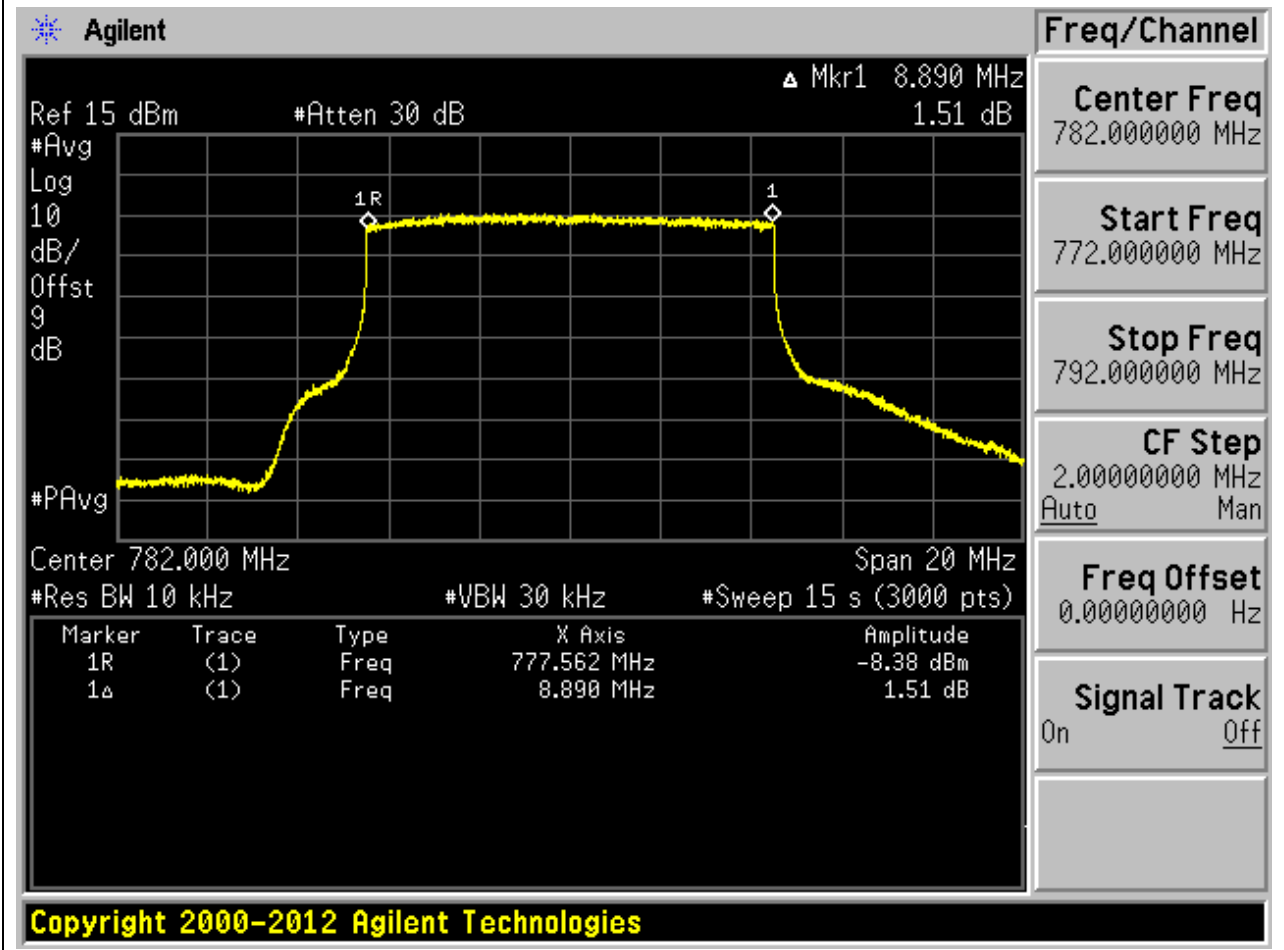 Agilent
Freq/Channel
▵ Mkr1 8.890 MHz
Ref 15 dBm #Atten 30 dB 1.51 dB
#Avg
Log
10
dB/
Offst
9
dB
#PAvg
1R
1
Center 782.000 MHz Span 20 MHz
#Res BW 10 kHz #VBW 30 kHz #Sweep 15 s (3000 pts)
Marker Trace Type X Axis Amplitude
1R (1) Freq 777.562 MHz -8.38 dBm
1▵ (1) Freq 8.890 MHz 1.51 dB
Center Freq
782.000000 MHz
Start Freq
772.000000 MHz
Stop Freq
792.000000 MHz
CF Step
2.00000000 MHz
Auto Man
Freq Offset
0.00000000 Hz
Signal Track
On Off
Copyright 2000-2012 Agilent Technologies